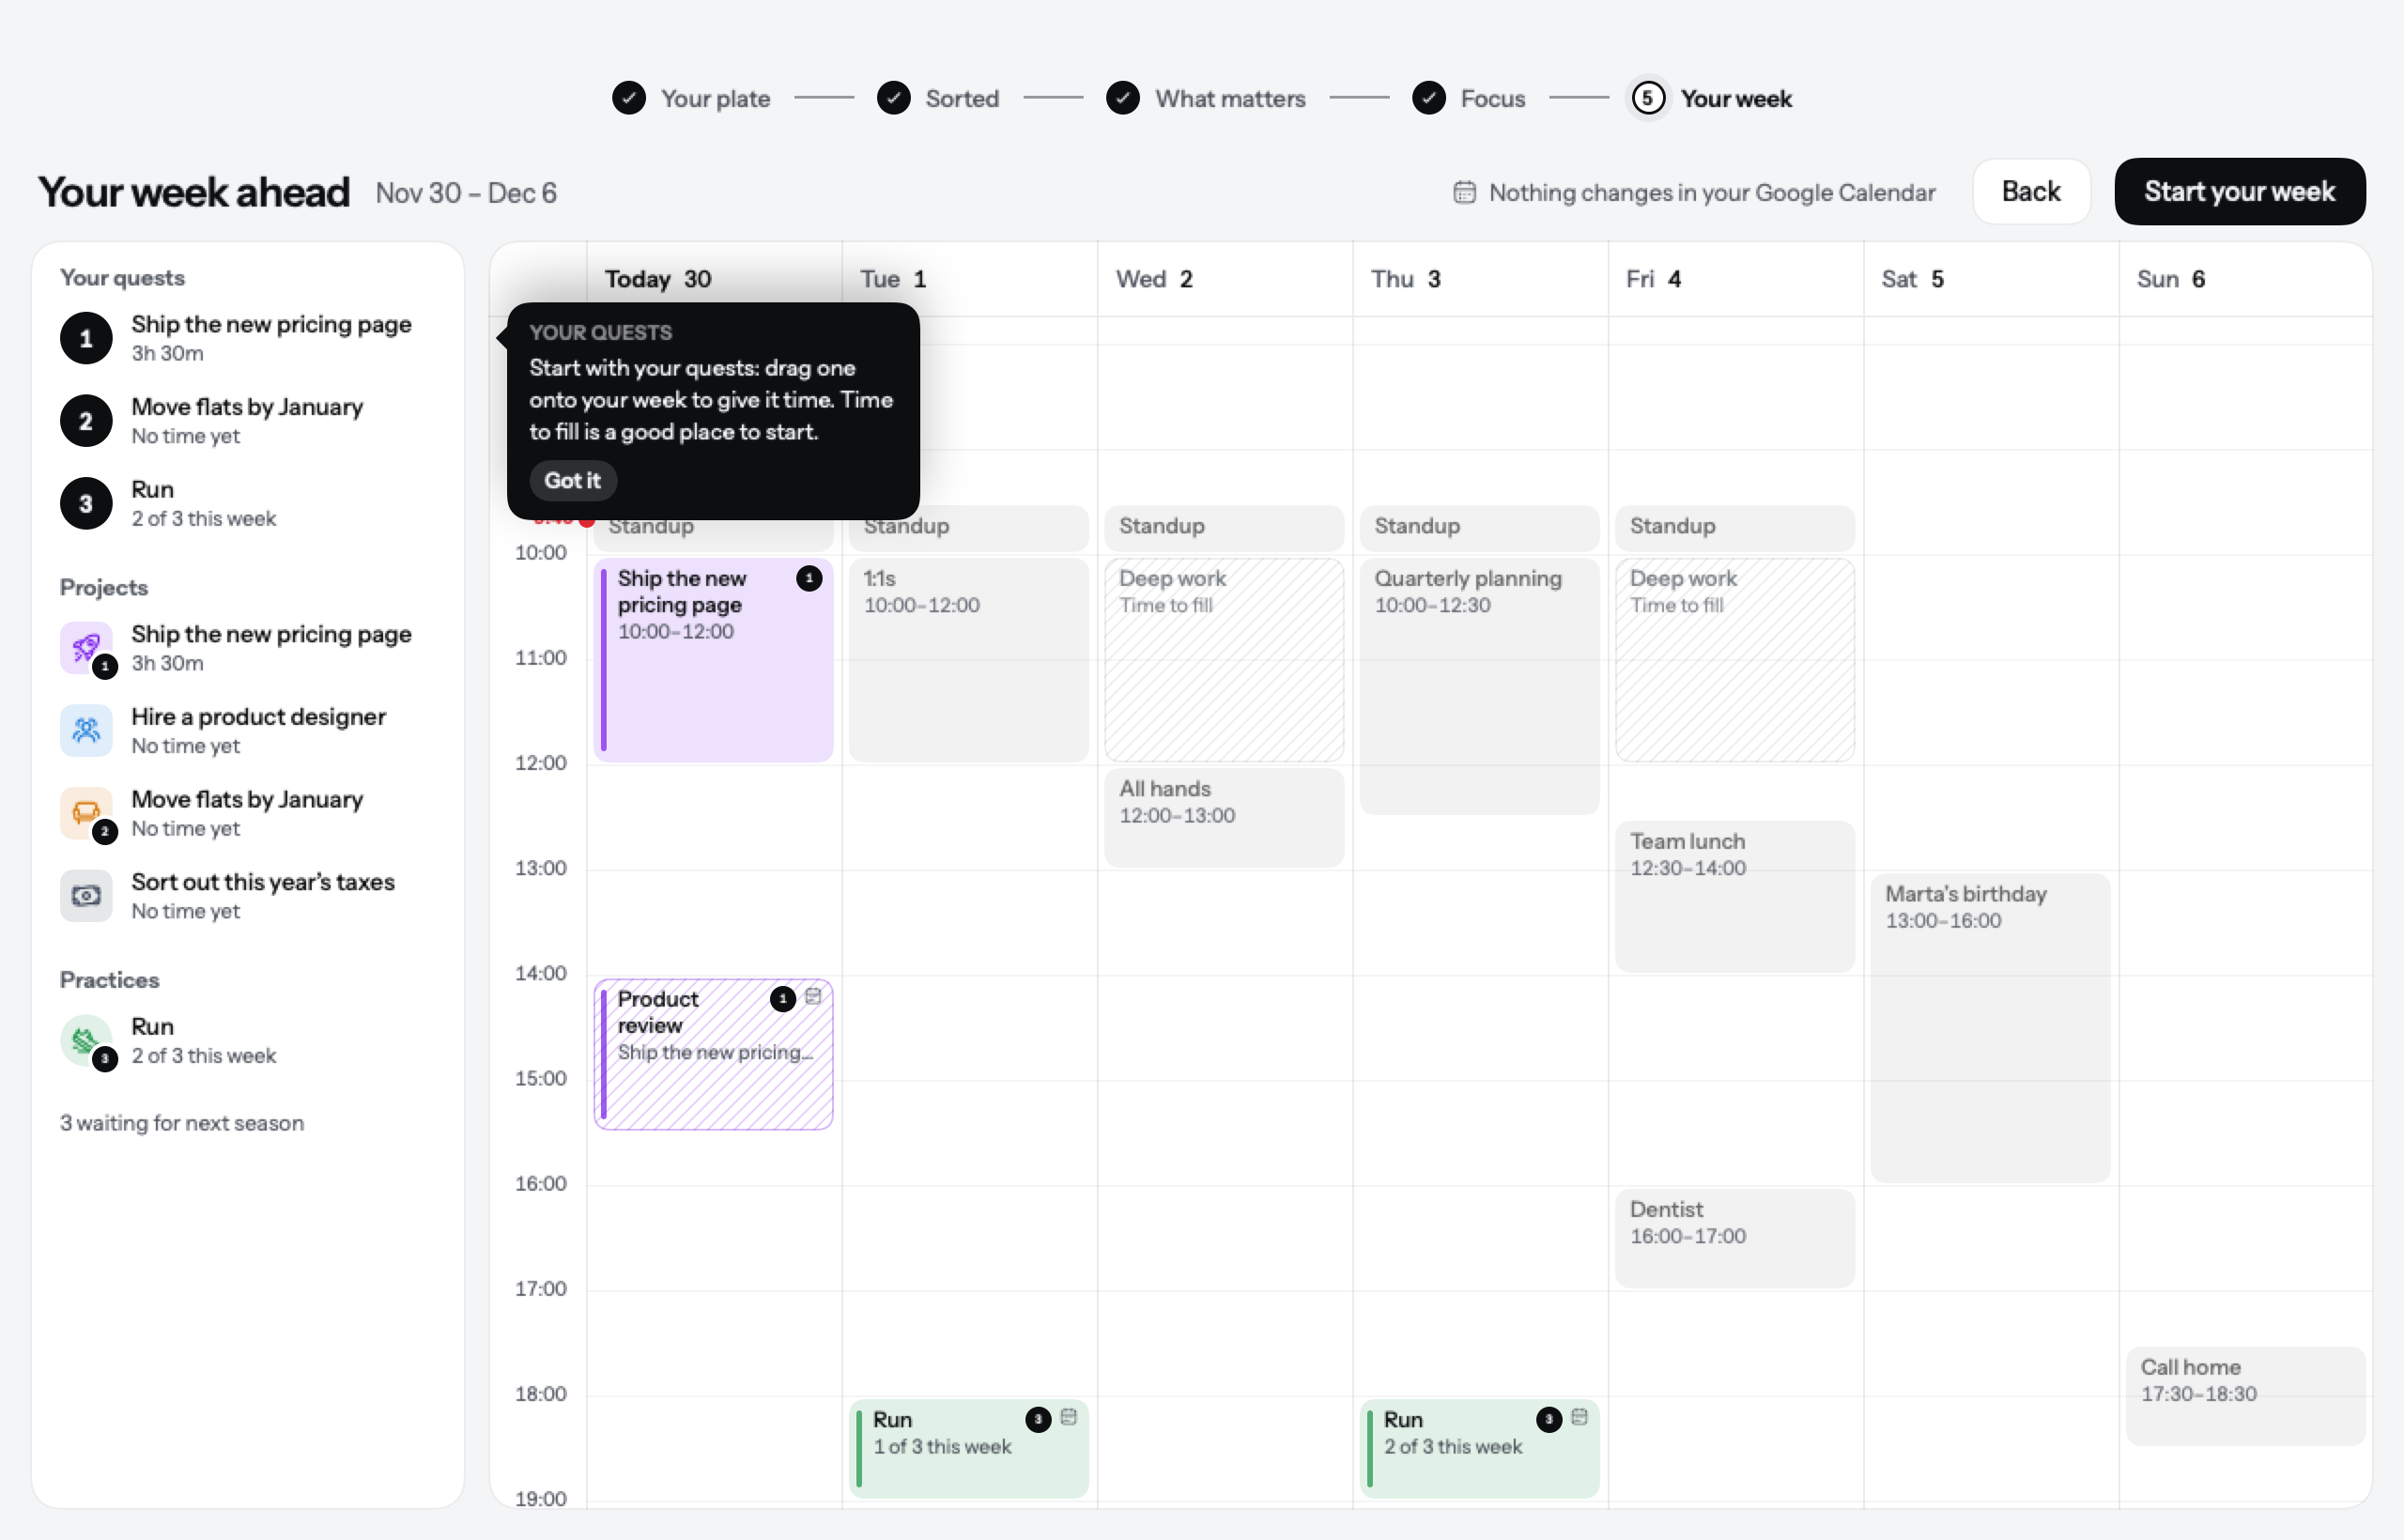 Your plate
Sorted
What matters
Focus
5 Your week
Your week ahead Nov 30 – Dec 6
Nothing changes in your Google Calendar
Back
Start your week
Your quests
1 Ship the new pricing page
3h 30m
2 Move flats by January
No time yet
3 Run
2 of 3 this week
Projects
Ship the new pricing page
1 3h 30m
Hire a product designer
No time yet
Move flats by January
2 No time yet
Sort out this year’s taxes
No time yet
Practices
Run
3 2 of 3 this week
3 waiting for next season
Today 30
Tue 1
Wed 2
Thu 3
Fri 4
Sat 5
Sun 6
YOUR QUESTS
Start with your quests: drag one
onto your week to give it time. Time
to fill is a good place to start.
Got it
10:00
11:00
12:00
13:00
14:00
15:00
16:00
17:00
18:00
19:00
Standup
Ship the new 1
pricing page
10:00–12:00
Product 1
review
Ship the new pricing...
Standup
1:1s
10:00–12:00
Run 3
1 of 3 this week
Standup
Deep work
Time to fill
All hands
12:00–13:00
Standup
Quarterly planning
10:00–12:30
Run 3
2 of 3 this week
Standup
Deep work
Time to fill
Team lunch
12:30–14:00
Dentist
16:00–17:00
Marta’s birthday
13:00–16:00
Call home
17:30–18:30